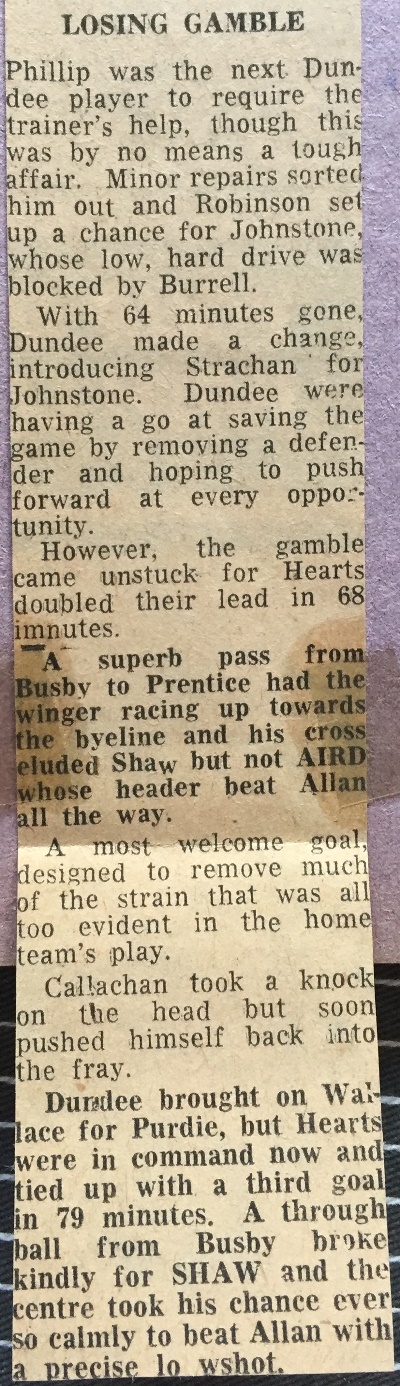 LOSING GAMBLE
Phillip was the next Dun-
dee player to require the
trainer's help, though this
was by no means a tough
affair. Minor repairs sorted
him out and Robinson set
up a chance for Johnstone,
whose low, hard drive was
blocked by Burrell.
With 64 minutes gone,
Dundee made a change,
introducing Strachan for
Johnstone. Dundee were
having a go at saving the
game by removing a defen-
der and hoping to push
forward at every oppor-
tunity.
However, the gamble
came unstuck for Hearts
doubled their lead in 68
imnutes.
A superb pass from
Busby to Prentice had the
winger racing up towards
the byeline and his cross
eluded Shaw but not AIRD
whose header beat Allan
all the way.
A most welcome goal,
designed to remove much
of the strain that was all
too evident in the home
team's play.
Callachan took a knock
on the head but soon
pushed himself back into
the fray.
Dundee brought on Wal-
lace for Purdie, but Hearts
were in command now and
tied up with a third goal
in 79 minutes. A through
ball from Busby broke
kindly for SHAW and the
centre took his chance ever
so calmly to beat Allan with
a precise lo wshot.